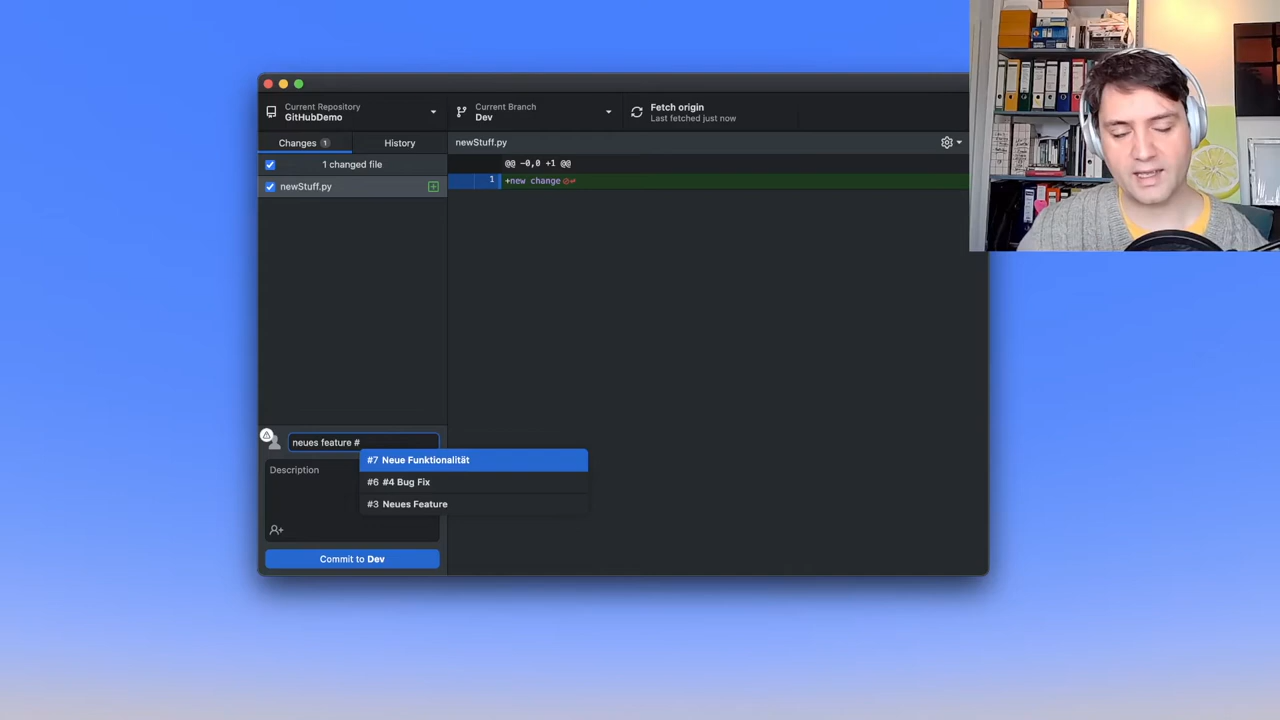 Current Repository
GitHubDemo
Current Branch
Dev
Fetch origin
Last fetched just now
Changes 1
History
newStuff.py
1 changed file
@@ -0,0 +1 @@
newStuff.py
1 +new change
neues feature #
#7 Neue Funktionalität
Description
#6 #4 Bug Fix
#3 Neues Feature
Commit to Dev